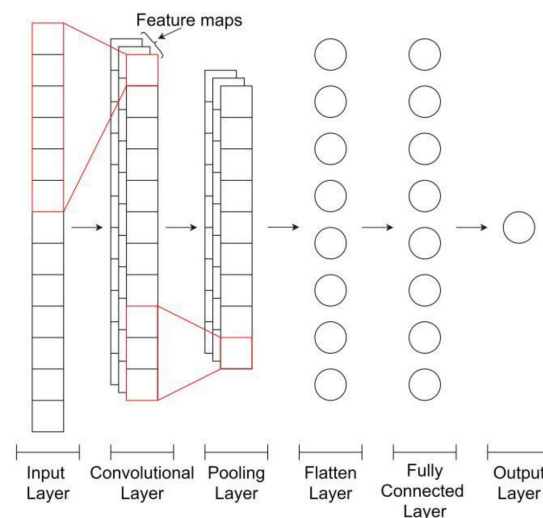 Feature maps
Input
Layer
Convolutional
Layer
Pooling
Layer
Flatten
Layer
Fully
Connected
Layer
Output
Layer